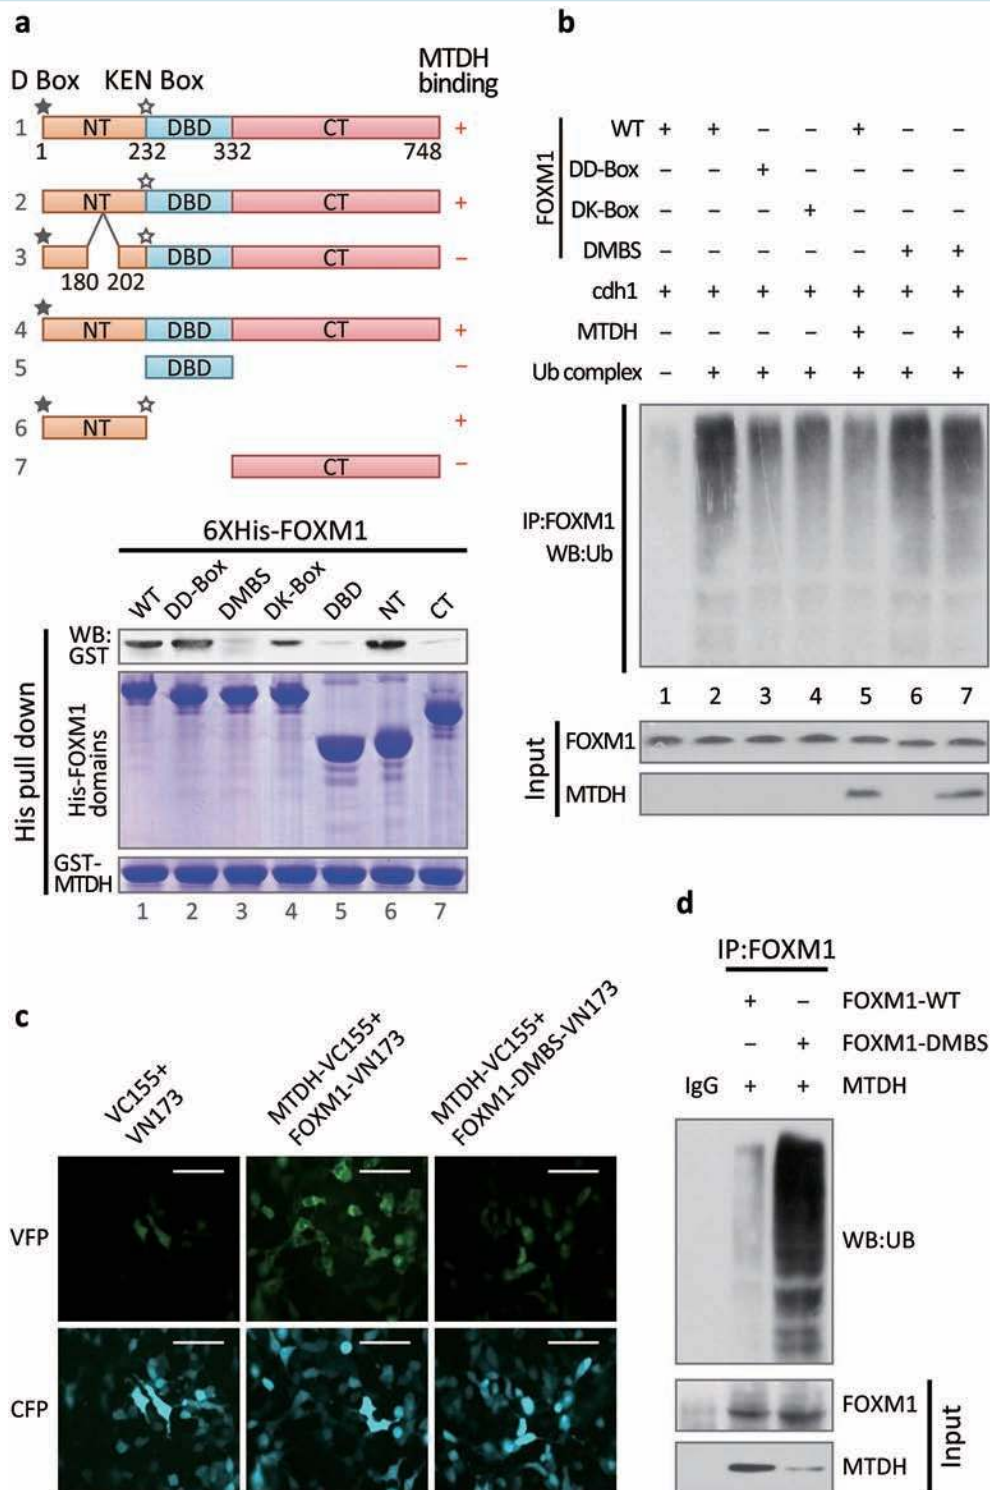 a
D Box KEN Box MTDH binding
1 NT DBD CT +
1 232 332 748
2 NT DBD CT +
3 DBD CT –
180 202
4 NT DBD CT +
5 DBD –
6 NT +
7 CT –
6XHis-FOXM1
WT DD-Box DMBS DK-Box DBD NT CT
His pull down
WB: GST
His-FOXM1 domains
GST-MTDH
1 2 3 4 5 6 7
b
FOXM1
WT + + – – + – –
DD-Box – – + – – – –
DK-Box – – – + – – –
DMBS – – – – – + +
cdh1 + + + + + + +
MTDH – – – – + – +
Ub complex – + + + + + +
IP:FOXM1
WB:Ub
1 2 3 4 5 6 7
Input
FOXM1
MTDH
c
VC155+
VN173
MTDH-VC155+
FOXM1-VN173
MTDH-VC155+
FOXM1-DMBS-VN173
VFP
CFP
d
IP:FOXM1
+ – FOXM1-WT
– + FOXM1-DMBS
IgG + + MTDH
WB:UB
FOXM1
MTDH
Input